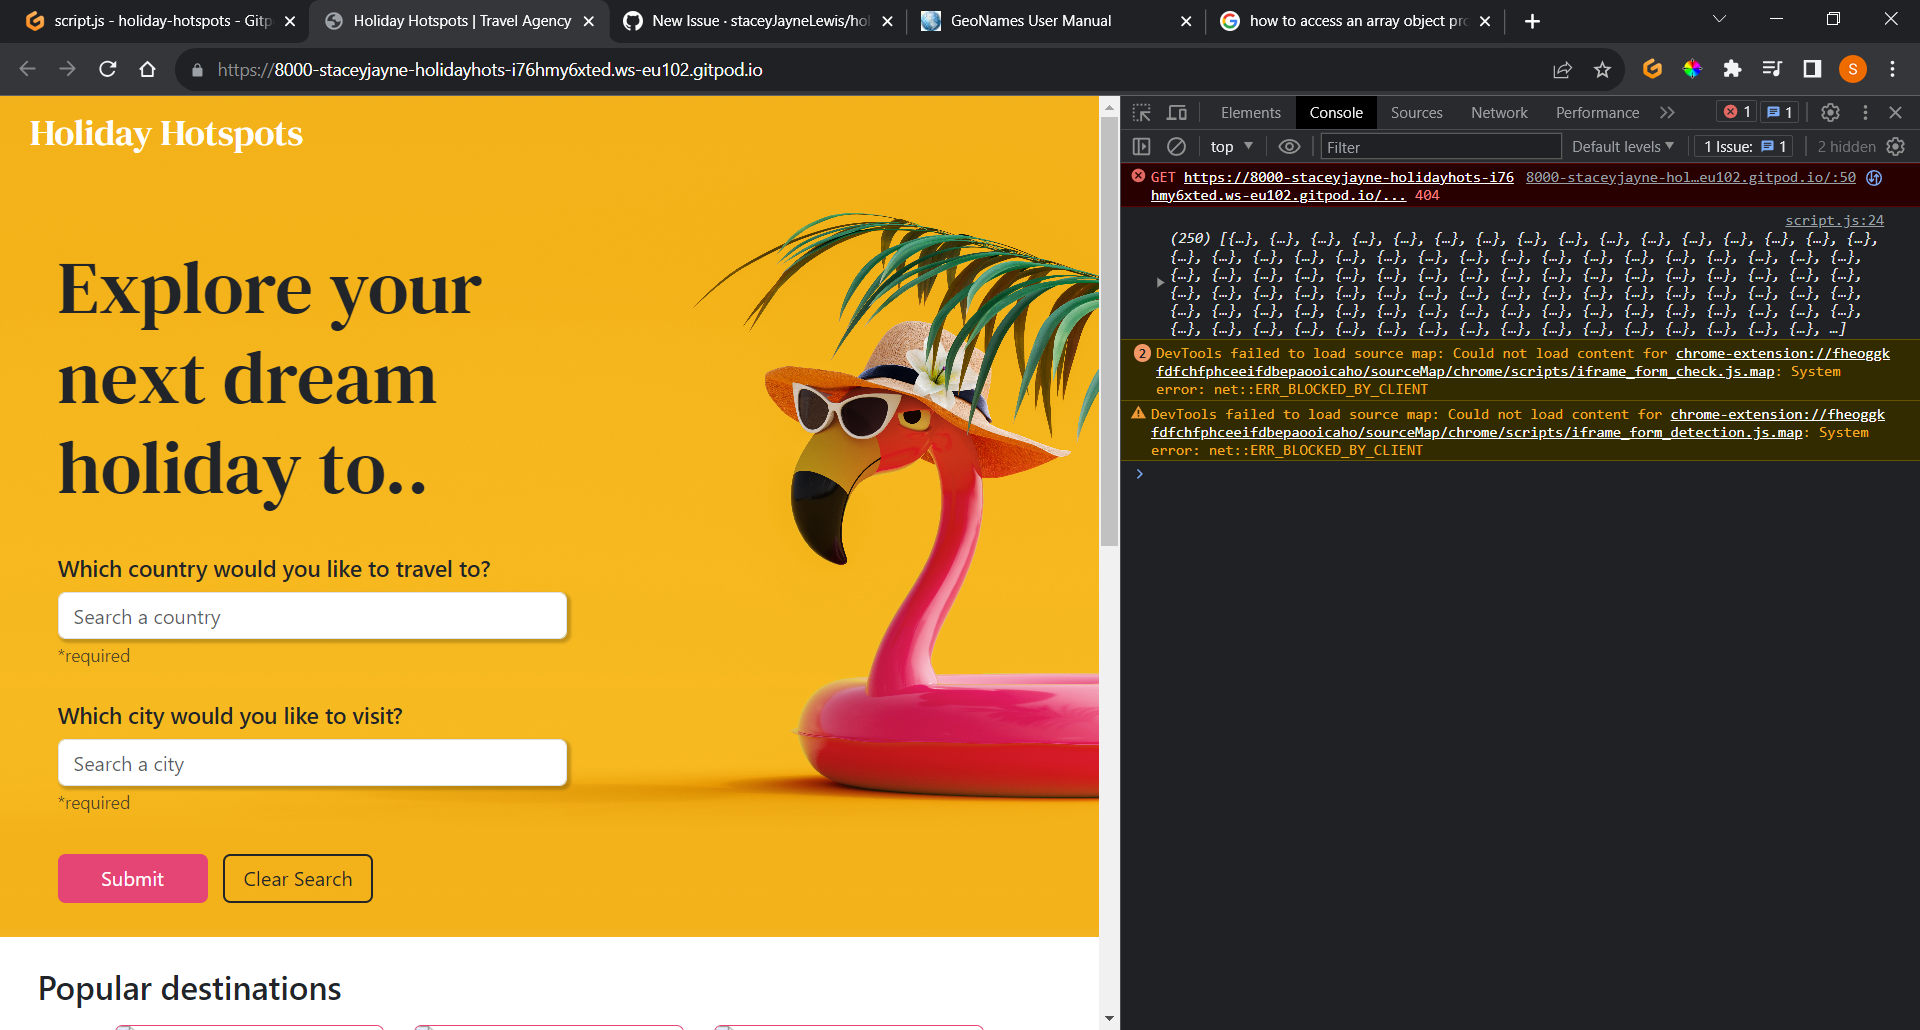 script.js - holiday-hotspots - Gitp
Holiday Hotspots | Travel Agency
New Issue · staceyJayneLewis/hol
GeoNames User Manual
how to access an array object pro
https://8000-staceyjayne-holidayhots-i76hmy6xted.ws-eu102.gitpod.io
S
Holiday Hotspots
Explore your
next dream
holiday to..
Which country would you like to travel to?
Search a country
*required
Which city would you like to visit?
Search a city
*required
Submit
Clear Search
Popular destinations
Elements Console Sources Network Performance 1 1
top Filter Default levels 1 Issue: 1 2 hidden
GET https://8000-staceyjayne-holidayhots-i76 8000-staceyjayne-hol…eu102.gitpod.io/:50
hmy6xted.ws-eu102.gitpod.io/... 404
script.js:24
(250) [{…}, {…}, {…}, {…}, {…}, {…}, {…}, {…}, {…}, {…}, {…}, {…}, {…}, {…}, {…}, {…},
{…}, {…}, {…}, {…}, {…}, {…}, {…}, {…}, {…}, {…}, {…}, {…}, {…}, {…}, {…}, {…}, {…},
{…}, {…}, {…}, {…}, {…}, {…}, {…}, {…}, {…}, {…}, {…}, {…}, {…}, {…}, {…}, {…}, {…},
{…}, {…}, {…}, {…}, {…}, {…}, {…}, {…}, {…}, {…}, {…}, {…}, {…}, {…}, {…}, {…}, {…},
{…}, {…}, {…}, {…}, {…}, {…}, {…}, {…}, {…}, {…}, {…}, {…}, {…}, {…}, {…}, {…}, {…},
{…}, {…}, {…}, {…}, {…}, {…}, {…}, {…}, {…}, {…}, {…}, {…}, {…}, {…}, {…}, {…}, …]
2 DevTools failed to load source map: Could not load content for chrome-extension://fheoggk
fdfchfphceeifdbepaooicaho/sourceMap/chrome/scripts/iframe_form_check.js.map: System
error: net::ERR_BLOCKED_BY_CLIENT
DevTools failed to load source map: Could not load content for chrome-extension://fheoggk
fdfchfphceeifdbepaooicaho/sourceMap/chrome/scripts/iframe_form_detection.js.map: System
error: net::ERR_BLOCKED_BY_CLIENT